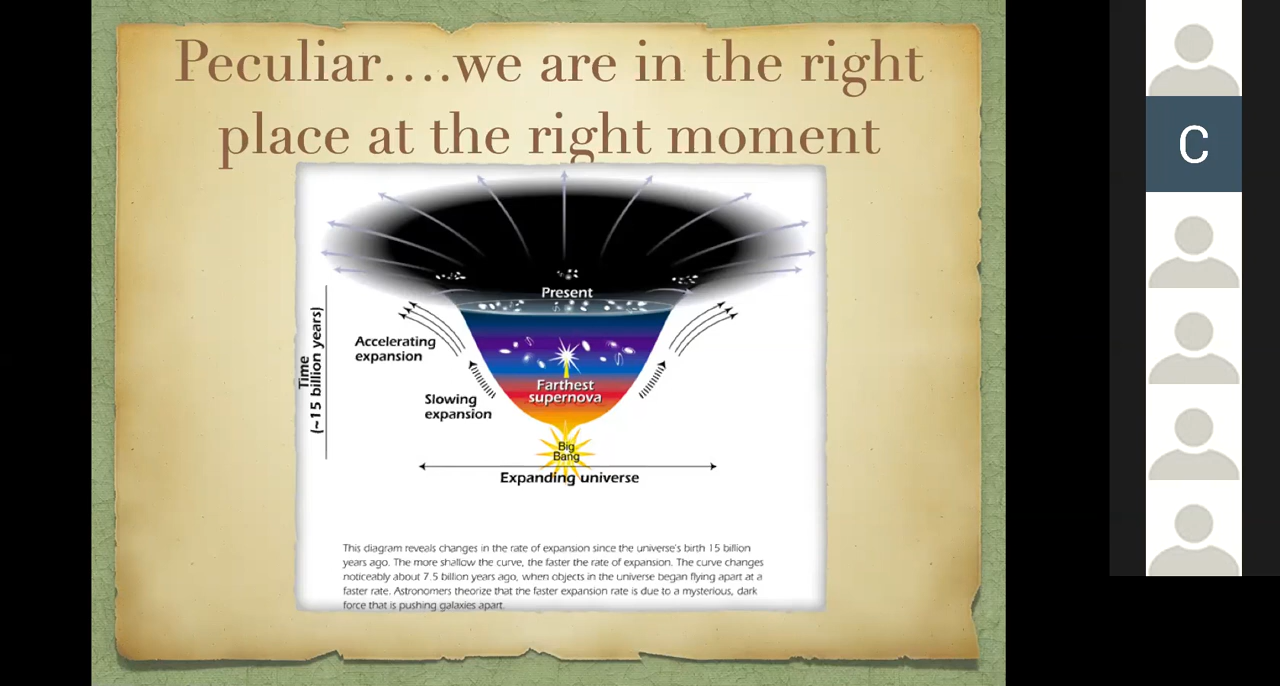 Peculiar....we are in the right
place at the right moment
Present
Time
(~15 billion years)
Accelerating
expansion
Farthest
supernova
Slowing
expansion
Big
Bang
Expanding universe
This diagram reveals changes in the rate of expansion since the universe's birth 15 billion
years ago. The more shallow the curve, the faster the rate of expansion. The curve changes
noticeably about 7.5 billion years ago, when objects in the universe began flying apart at a
faster rate. Astronomers theorize that the faster expansion rate is due to a mysterious, dark
force that is pushing galaxies apart.
C